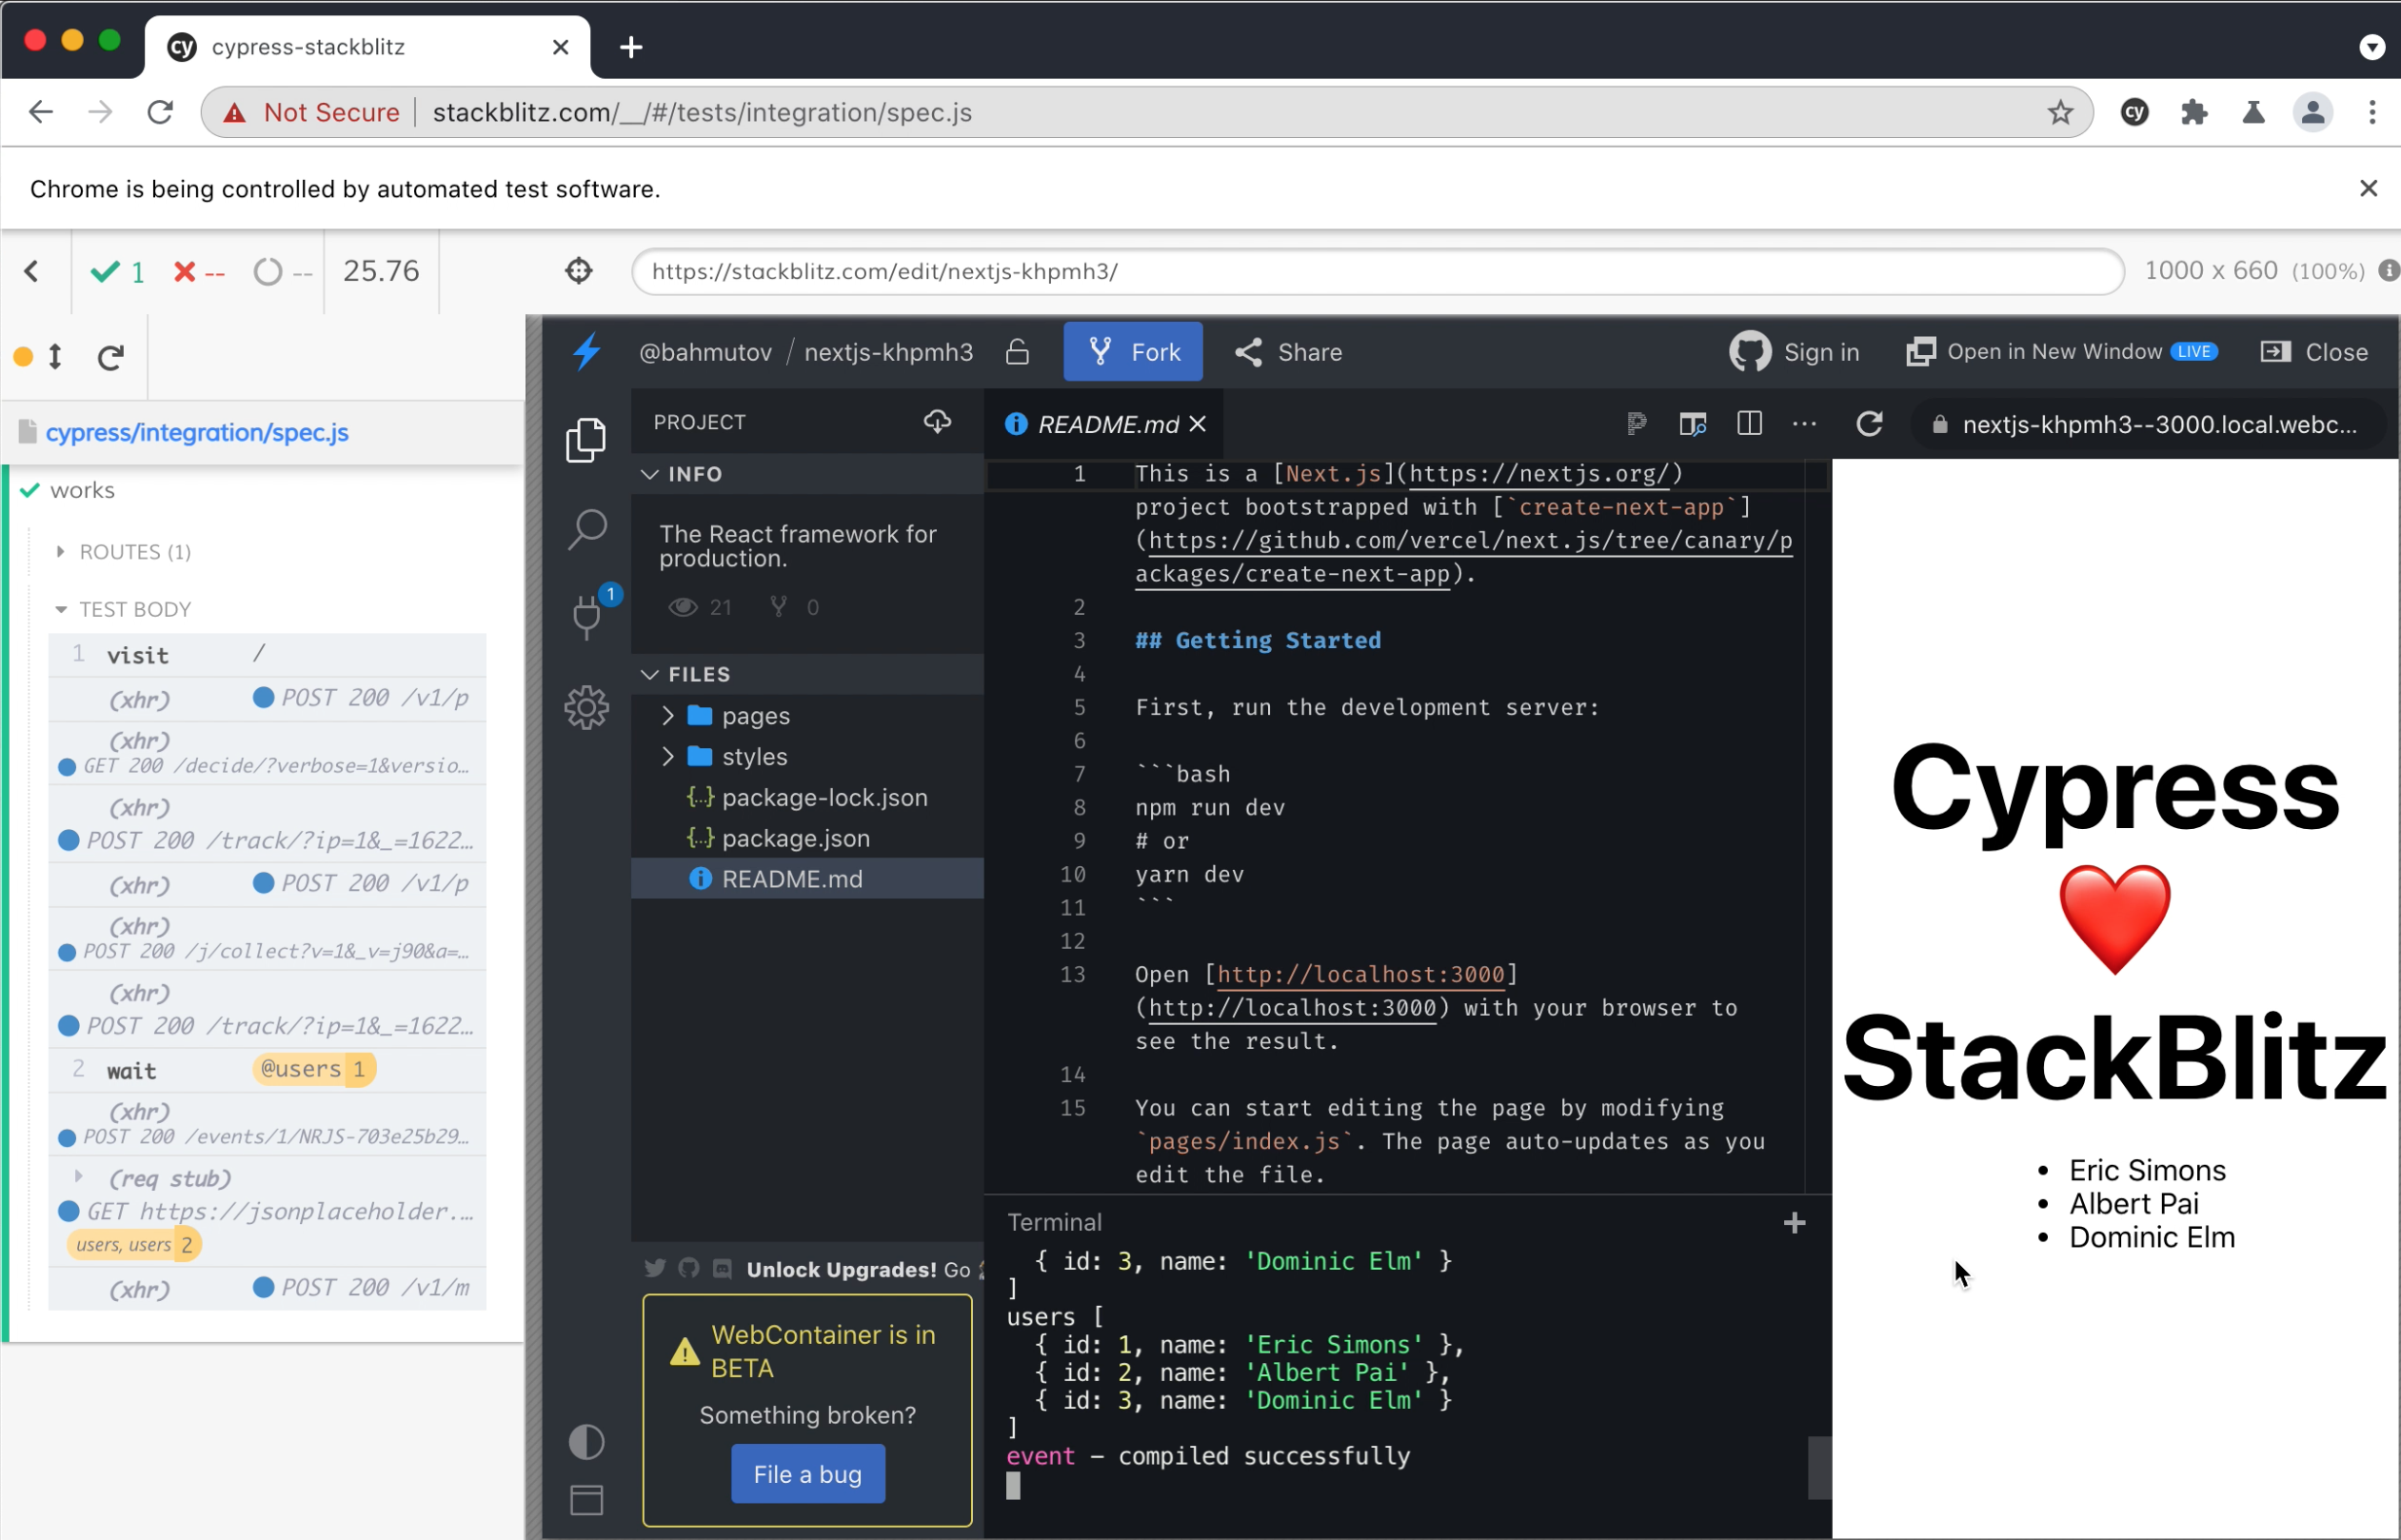 cy cypress-stackblitz
Not Secure stackblitz.com/__/#/tests/integration/spec.js
cy
Chrome is being controlled by automated test software.
1 -- -- 25.76
https://stackblitz.com/edit/nextjs-khpmh3/
1000 x 660 (100%)
cypress/integration/spec.js
works
ROUTES (1)
TEST BODY
1 visit /
(xhr) POST 200 /v1/p
(xhr)
GET 200 /decide/?verbose=1&versio...
(xhr)
POST 200 /track/?ip=1&_=1622...
(xhr) POST 200 /v1/p
(xhr)
POST 200 /j/collect?v=1&_v=j90&a=...
(xhr)
POST 200 /track/?ip=1&_=1622...
2 wait @users 1
(xhr)
POST 200 /events/1/NRJS-703e25b29...
(req stub)
GET https://jsonplaceholder....
users, users 2
(xhr) POST 200 /v1/m
@bahmutov / nextjs-khpmh3
Fork
Share
Sign in
Open in New Window LIVE
Close
1
PROJECT
INFO
The React framework for
production.
21 0
FILES
pages
styles
{..} package-lock.json
{..} package.json
README.md
Unlock Upgrades! Go
WebContainer is in
BETA
Something broken?
File a bug
README.md
nextjs-khpmh3--3000.local.webc...
1 This is a [Next.js](https://nextjs.org/)
project bootstrapped with [`create-next-app`]
(https://github.com/vercel/next.js/tree/canary/p
ackages/create-next-app).
2
3 ## Getting Started
4
5 First, run the development server:
6
7 ```bash
8 npm run dev
9 # or
10 yarn dev
11 ```
12
13 Open [http://localhost:3000]
(http://localhost:3000) with your browser to
see the result.
14
15 You can start editing the page by modifying
`pages/index.js`. The page auto-updates as you
edit the file.
Terminal
{ id: 3, name: 'Dominic Elm' }
]
users [
{ id: 1, name: 'Eric Simons' },
{ id: 2, name: 'Albert Pai' },
{ id: 3, name: 'Dominic Elm' }
]
event - compiled successfully
Cypress
❤️
StackBlitz
• Eric Simons
• Albert Pai
• Dominic Elm